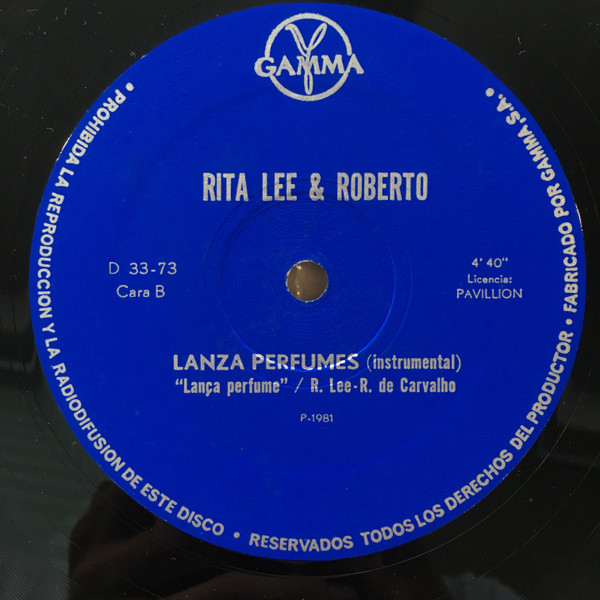 GAMMA
RITA LEE & ROBERTO
D 33-73
Cara B
4' 40"
Licencia:
PAVILLION
LANZA PERFUMES (instrumental)
"Lança perfume" / R. Lee-R. de Carvalho
P-1981
• PROHIBIDA LA REPRODUCCION Y LA RADIODIFUSION DE ESTE DISCO • RESERVADOS TODOS LOS DERECHOS DEL PRODUCTOR • FABRICADO POR GAMMA, S.A. •